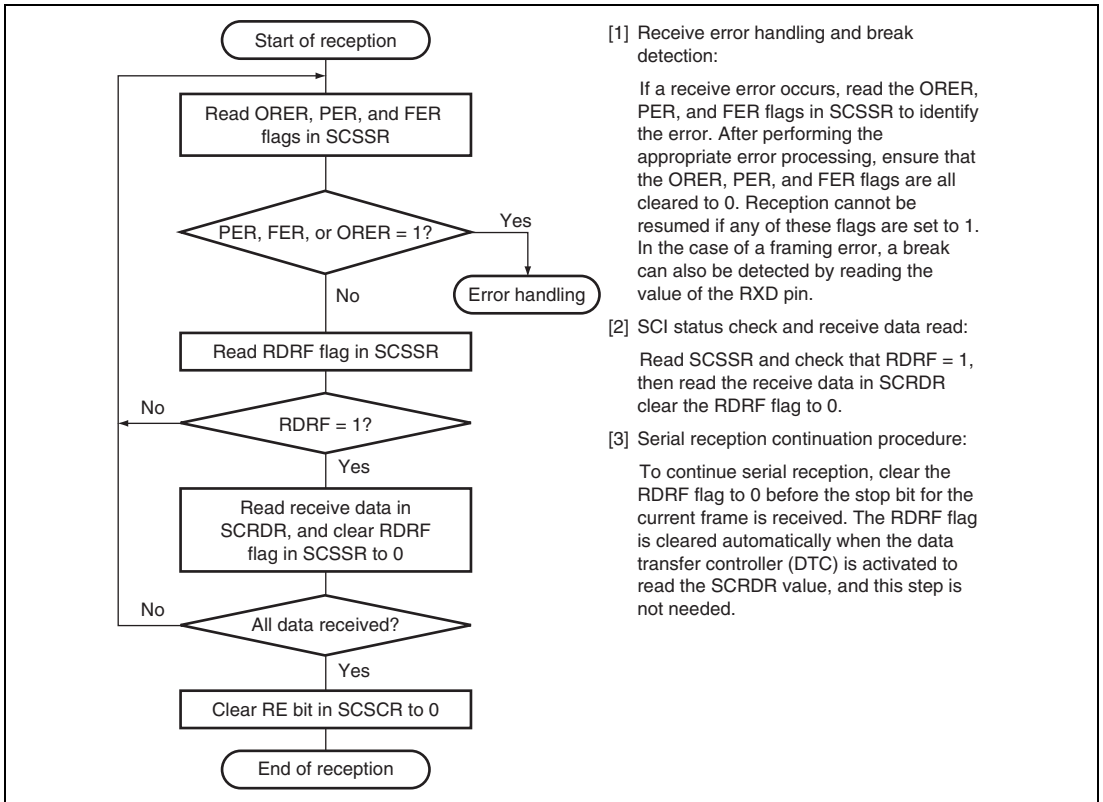 Start of reception
Read ORER, PER, and FER
flags in SCSSR
PER, FER, or ORER = 1?
Yes
Error handling
No
Read RDRF flag in SCSSR
No
RDRF = 1?
Yes
Read receive data in
SCRDR, and clear RDRF
flag in SCSSR to 0
No
All data received?
Yes
Clear RE bit in SCSCR to 0
End of reception
[1] Receive error handling and break
detection:
If a receive error occurs, read the ORER,
PER, and FER flags in SCSSR to identify
the error. After performing the
appropriate error processing, ensure that
the ORER, PER, and FER flags are all
cleared to 0. Reception cannot be
resumed if any of these flags are set to 1.
In the case of a framing error, a break
can also be detected by reading the
value of the RXD pin.
[2] SCI status check and receive data read:
Read SCSSR and check that RDRF = 1,
then read the receive data in SCRDR
clear the RDRF flag to 0.
[3] Serial reception continuation procedure:
To continue serial reception, clear the
RDRF flag to 0 before the stop bit for the
current frame is received. The RDRF flag
is cleared automatically when the data
transfer controller (DTC) is activated to
read the SCRDR value, and this step is
not needed.